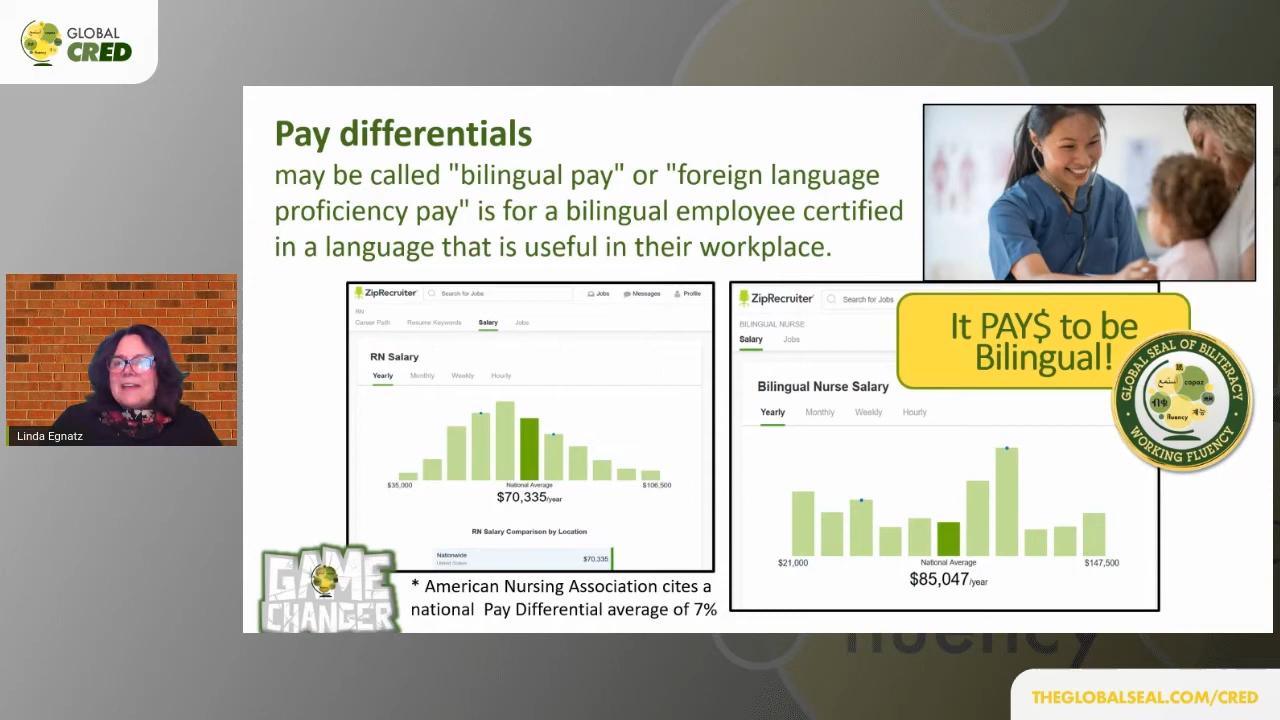 GLOBAL
CRED
Pay differentials
may be called "bilingual pay" or "foreign language
proficiency pay" is for a bilingual employee certified
in a language that is useful in their workplace.
Linda Egnatz
ZipRecruiter
Search for Jobs
Jobs
Messages
Profile
RN
Career Path
Resume Keywords
Salary
Jobs
RN Salary
Yearly
Monthly
Weekly
Hourly
$35,000
National Average
$106,500
$70,335/year
RN Salary Comparison by Location
Nationwide
United States
$70,335
ZipRecruiter
Search for Jobs
BILINGUAL NURSE
Salary
Jobs
Bilingual Nurse Salary
Yearly
Monthly
Weekly
Hourly
$21,000
National Average
$147,500
$85,047/year
It PAY$ to be
Bilingual!
GLOBAL SEAL OF BILITERACY
capaz
fluency
WORKING FLUENCY
GAME
CHANGER
* American Nursing Association cites a
national Pay Differential average of 7%
fluency
THEGLOBALSEAL.COM/CRED